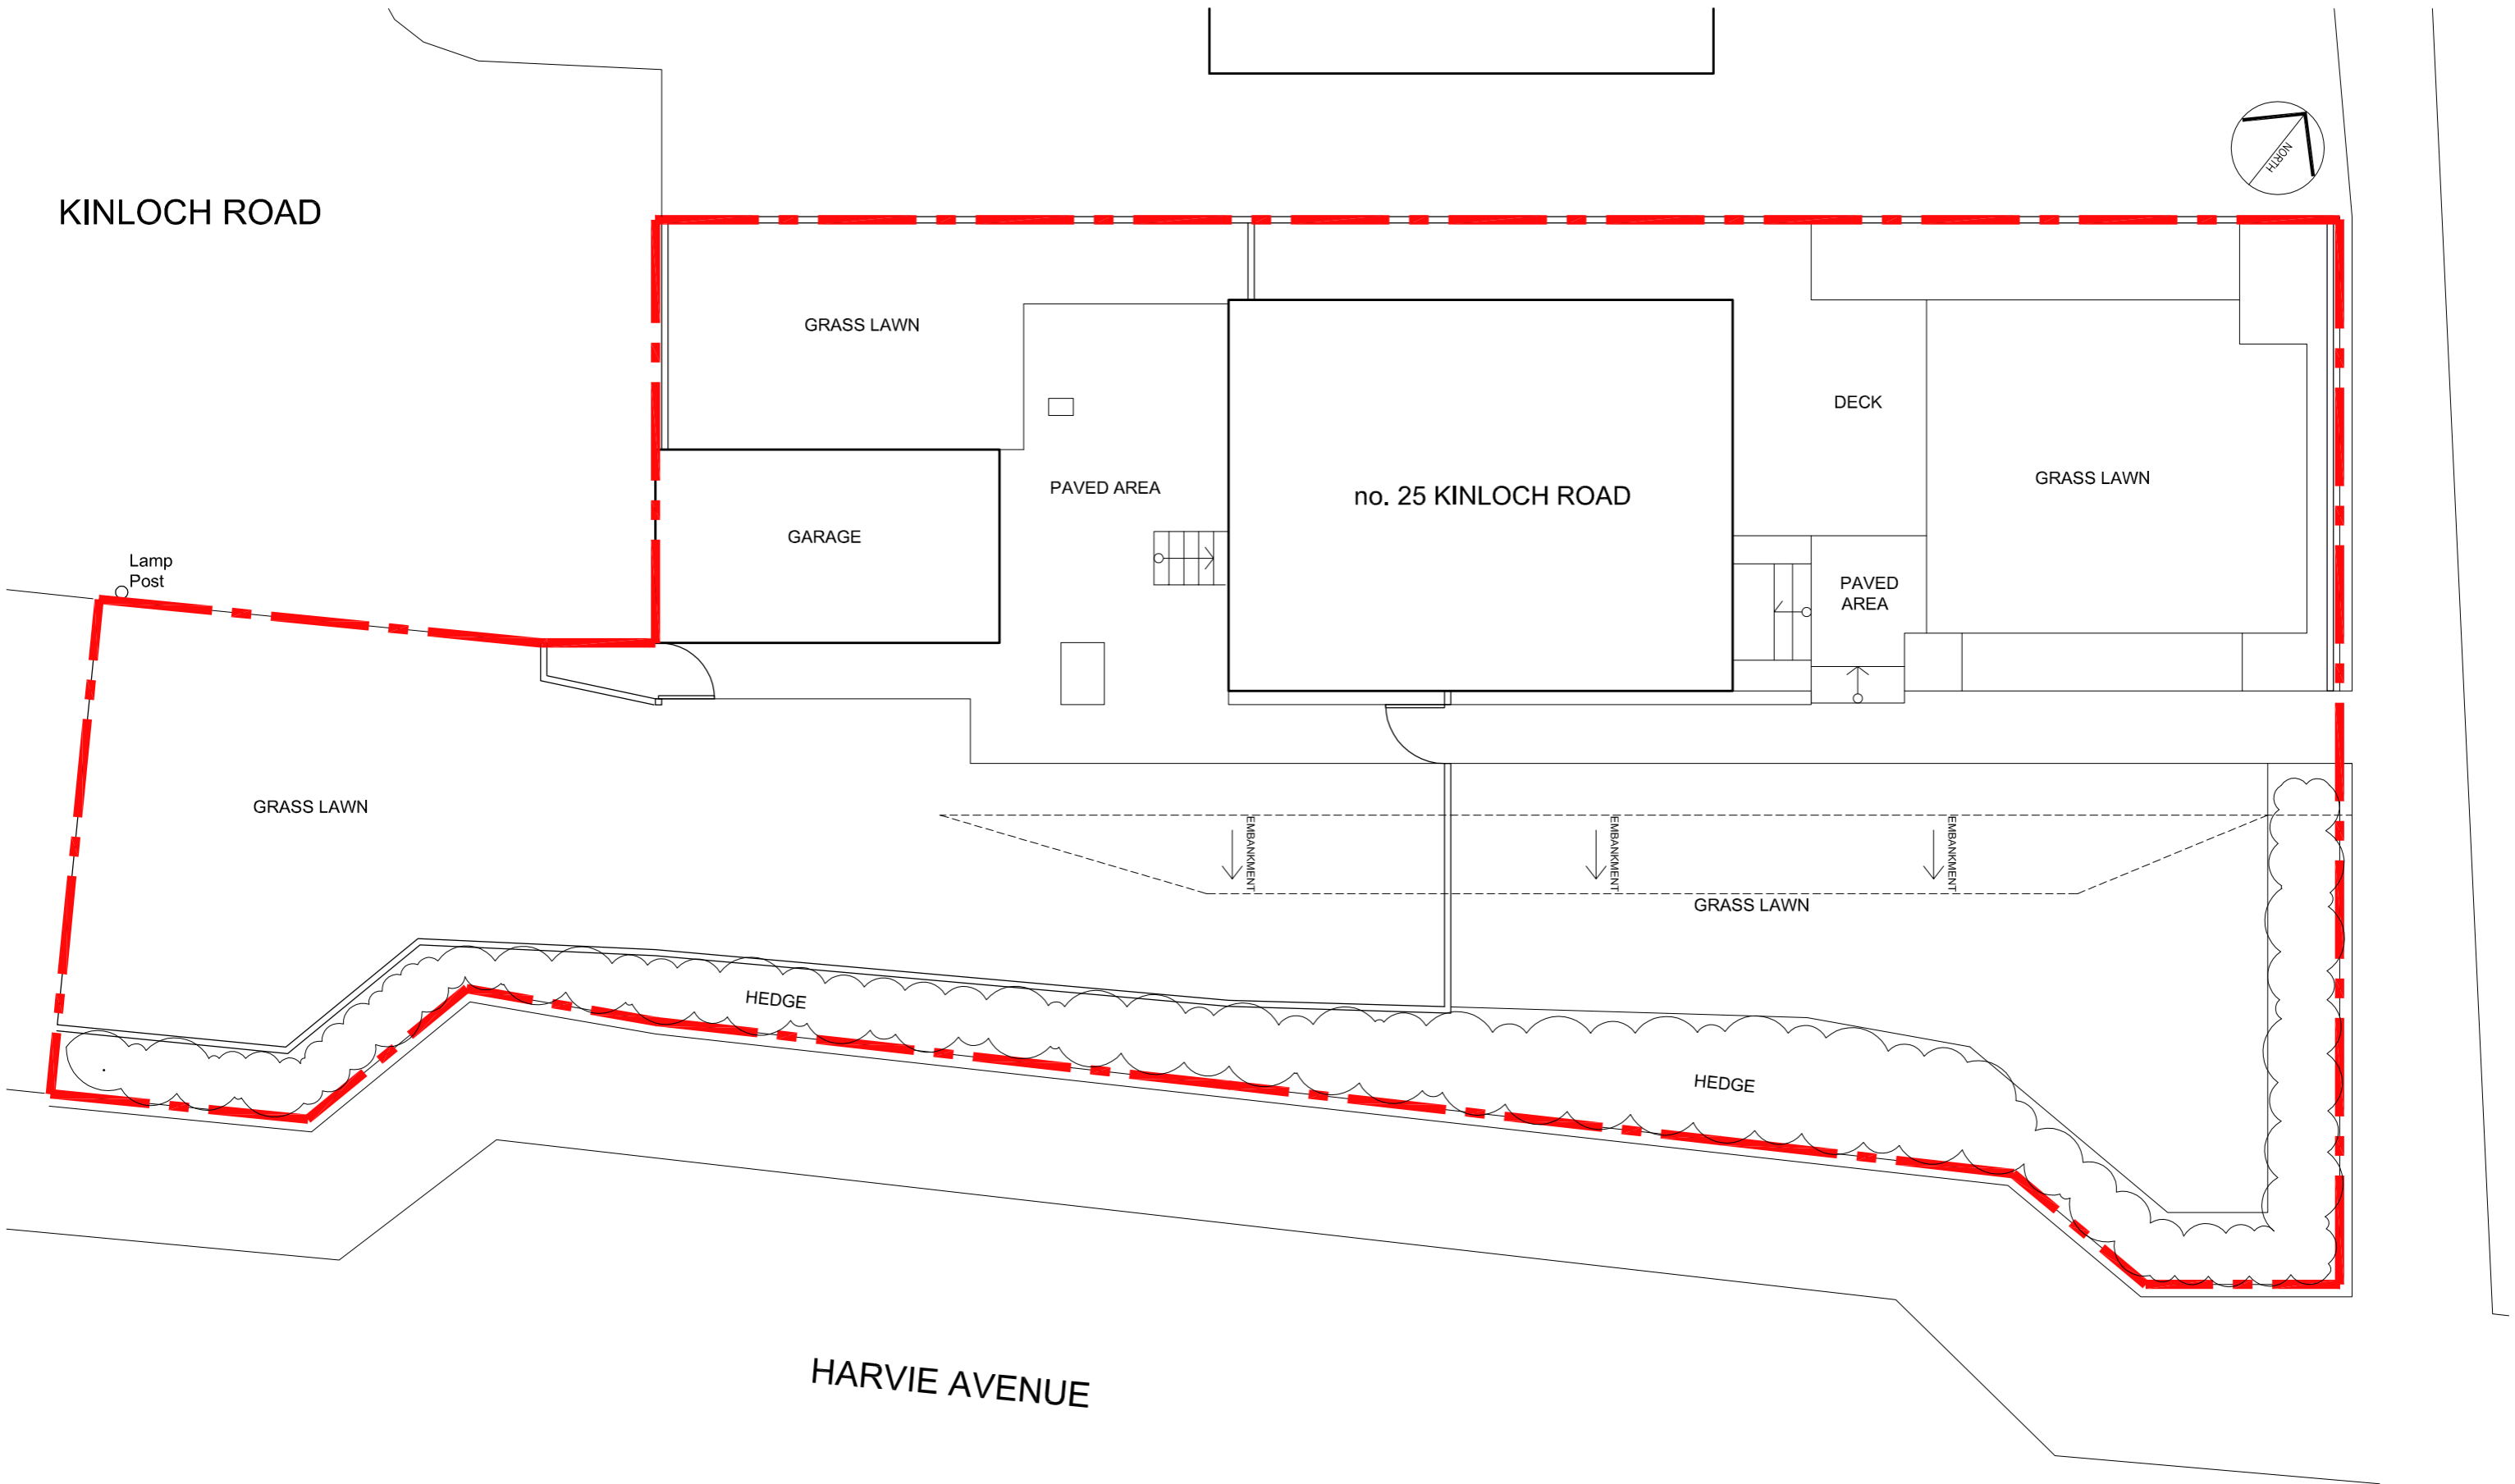 KINLOCH ROAD
NORTH
GRASS LAWN
DECK
GRASS LAWN
PAVED AREA
no. 25 KINLOCH ROAD
GARAGE
Lamp
Post
PAVED
AREA
GRASS LAWN
EMBANKMENT
EMBANKMENT
EMBANKMENT
GRASS LAWN
HEDGE
HEDGE
HARVIE AVENUE